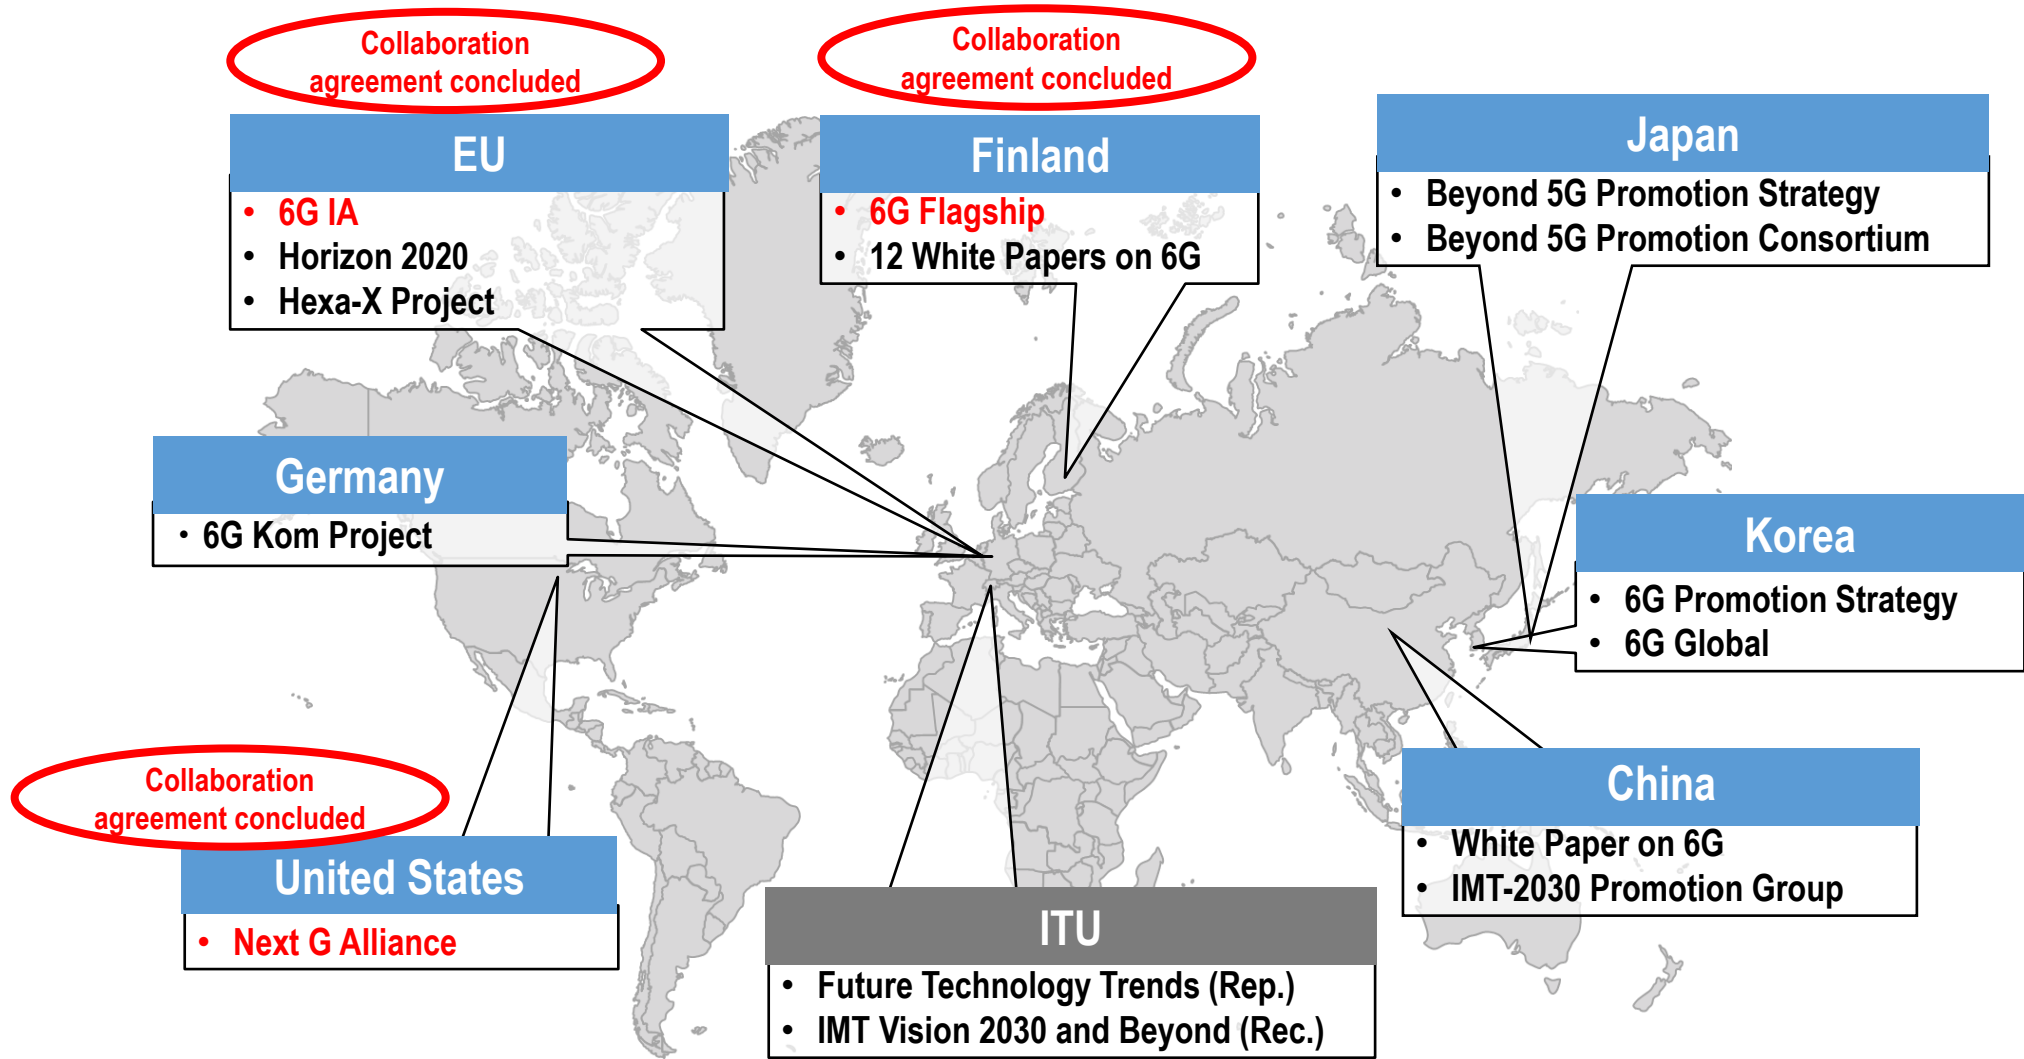 Collaboration
agreement concluded
EU
• 6G IA
• Horizon 2020
• Hexa-X Project
Collaboration
agreement concluded
Finland
• 6G Flagship
• 12 White Papers on 6G
Japan
• Beyond 5G Promotion Strategy
• Beyond 5G Promotion Consortium
Germany
• 6G Kom Project
Korea
• 6G Promotion Strategy
• 6G Global
Collaboration
agreement concluded
United States
• Next G Alliance
ITU
• Future Technology Trends (Rep.)
• IMT Vision 2030 and Beyond (Rec.)
China
• White Paper on 6G
• IMT-2030 Promotion Group